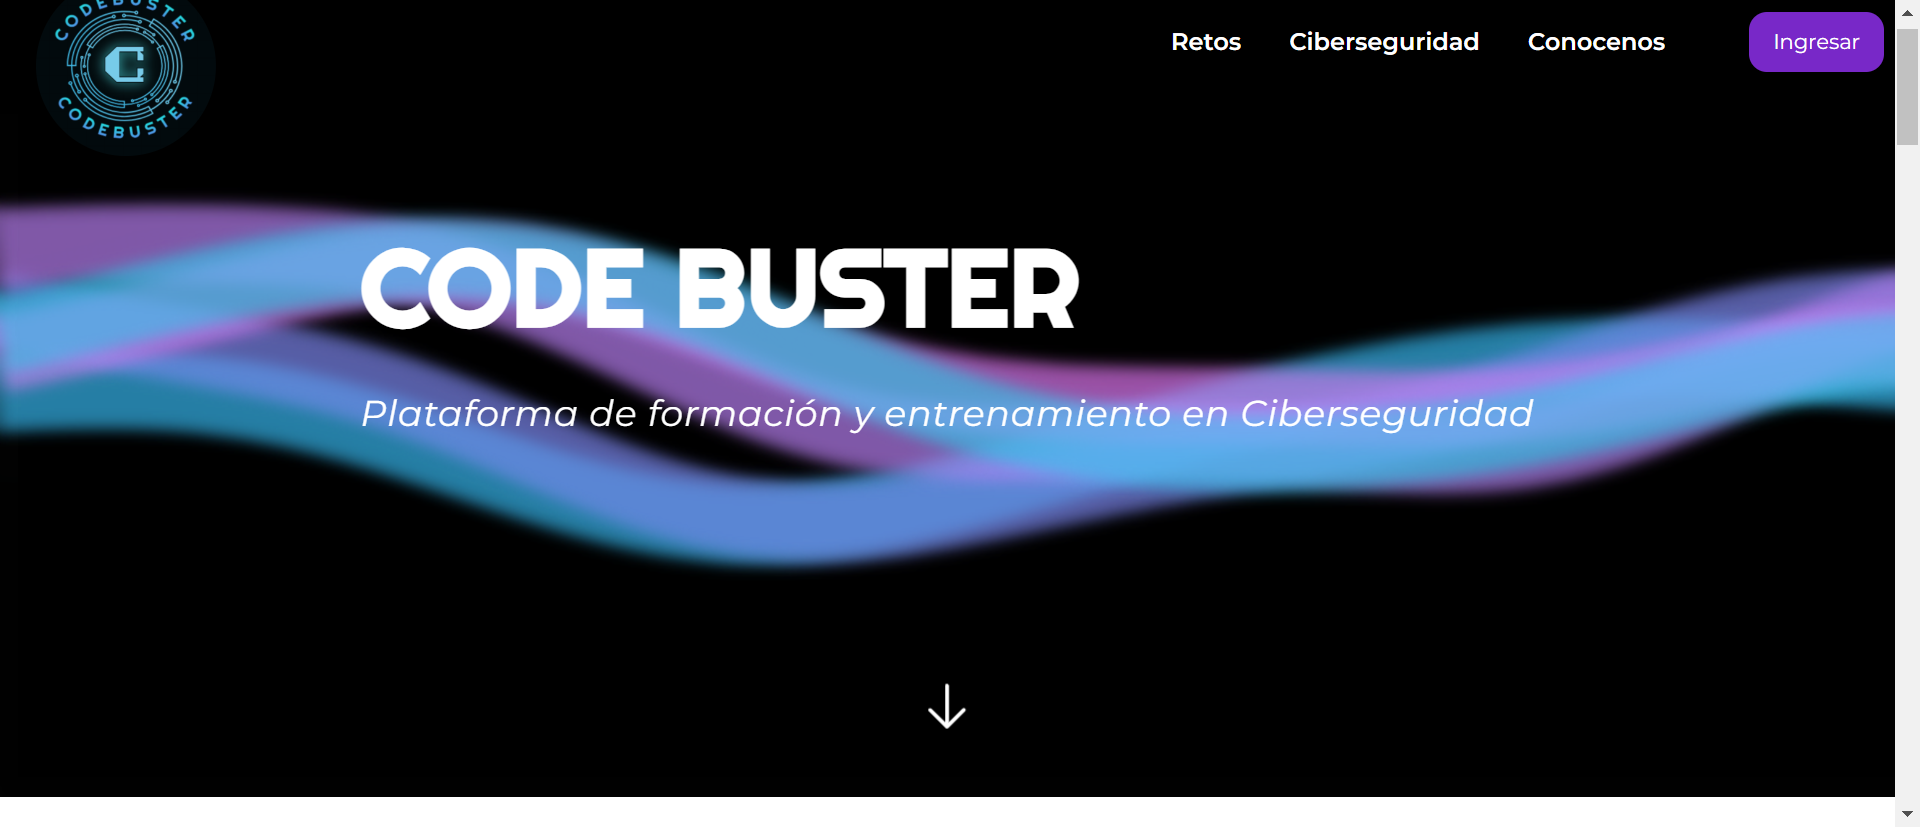 CODEBUSTER
C
CODEBUSTER
Retos Ciberseguridad Conocenos Ingresar
CODE BUSTER
Plataforma de formación y entrenamiento en Ciberseguridad